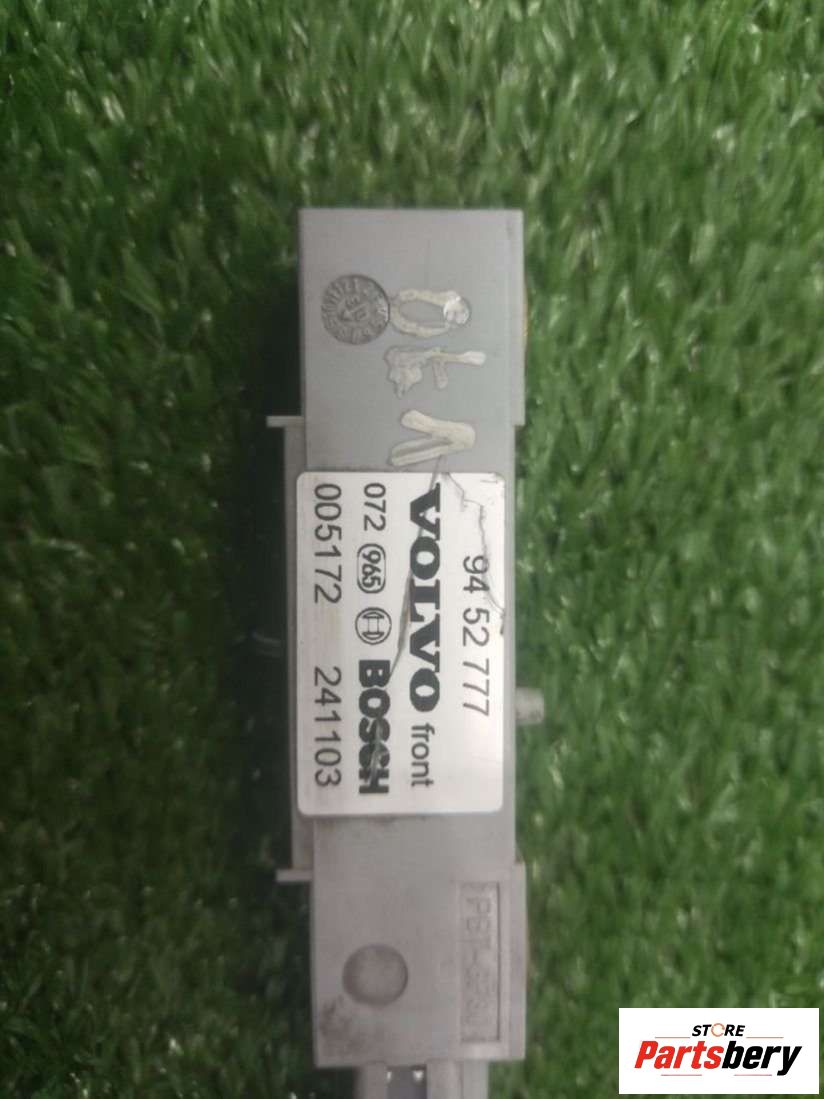 94 52 777
VOLVO front
072 965 BOSCH
005172 241103
STORE
Partsbery